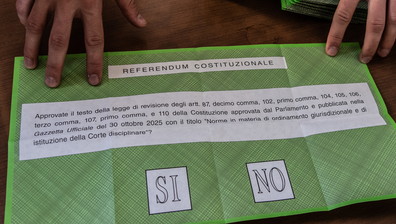 REFERENDUM COSTITUZIONALE
Approvate il testo della legge di revisione degli artt. 87, decimo comma, 102, primo comma, 104, 105, 106,
terzo comma, 107, primo comma, e 110 della Costituzione approvata dal Parlamento e pubblicata nella
Gazzetta Ufficiale del 30 ottobre 2025 con il titolo "Norme in materia di ordinamento giurisdizionale e di
istituzione della Corte disciplinare"?
SI NO